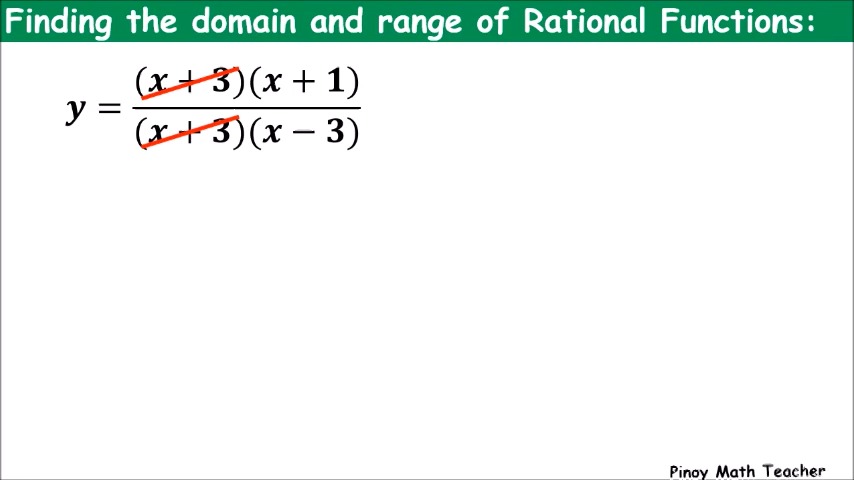 Finding the domain and range of Rational Functions:
y = (x + 3)(x + 1)
(x + 3)(x − 3)
Pinoy Math Teacher